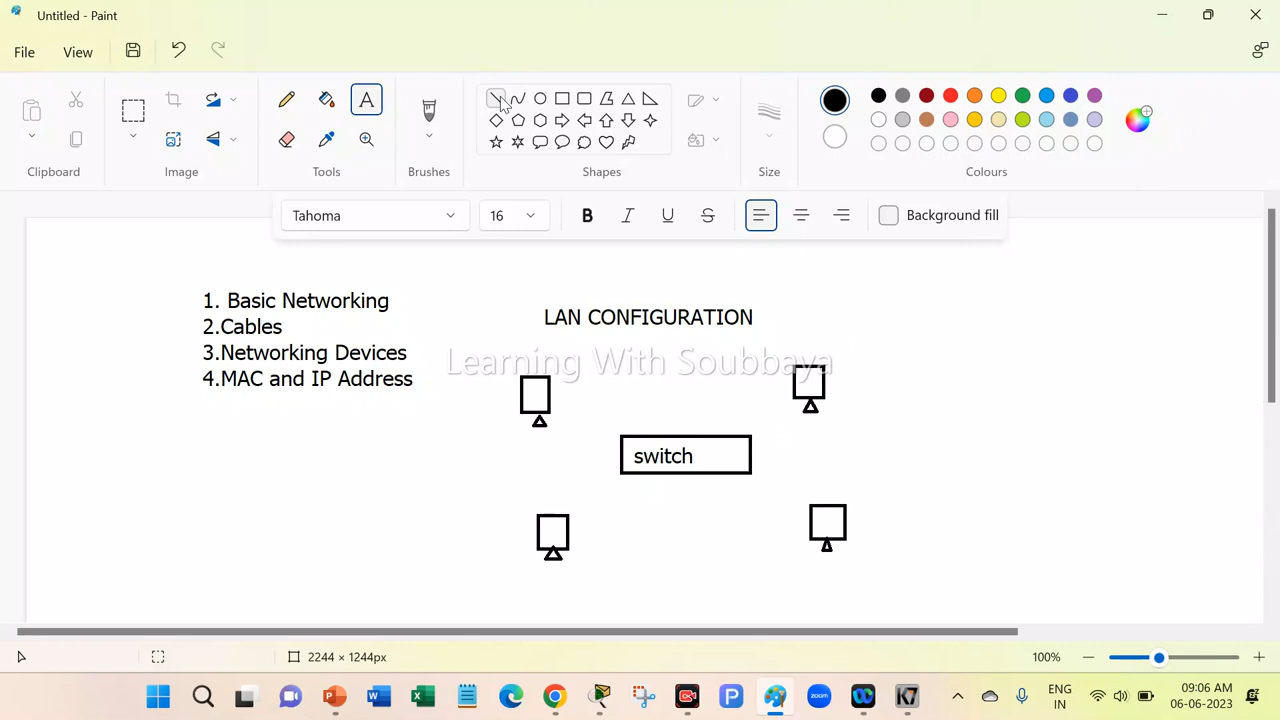 Untitled - Paint
File
View
Clipboard
Image
Tools
Brushes
Shapes
Size
Colours
Tahoma
16
B
I
U
S
Background fill
1. Basic Networking
2.Cables
3.Networking Devices
4.MAC and IP Address
LAN CONFIGURATION
Learning With Soubbaya
switch
2244 × 1244px
100%
zoom
ENG
IN
09:06 AM
06-06-2023